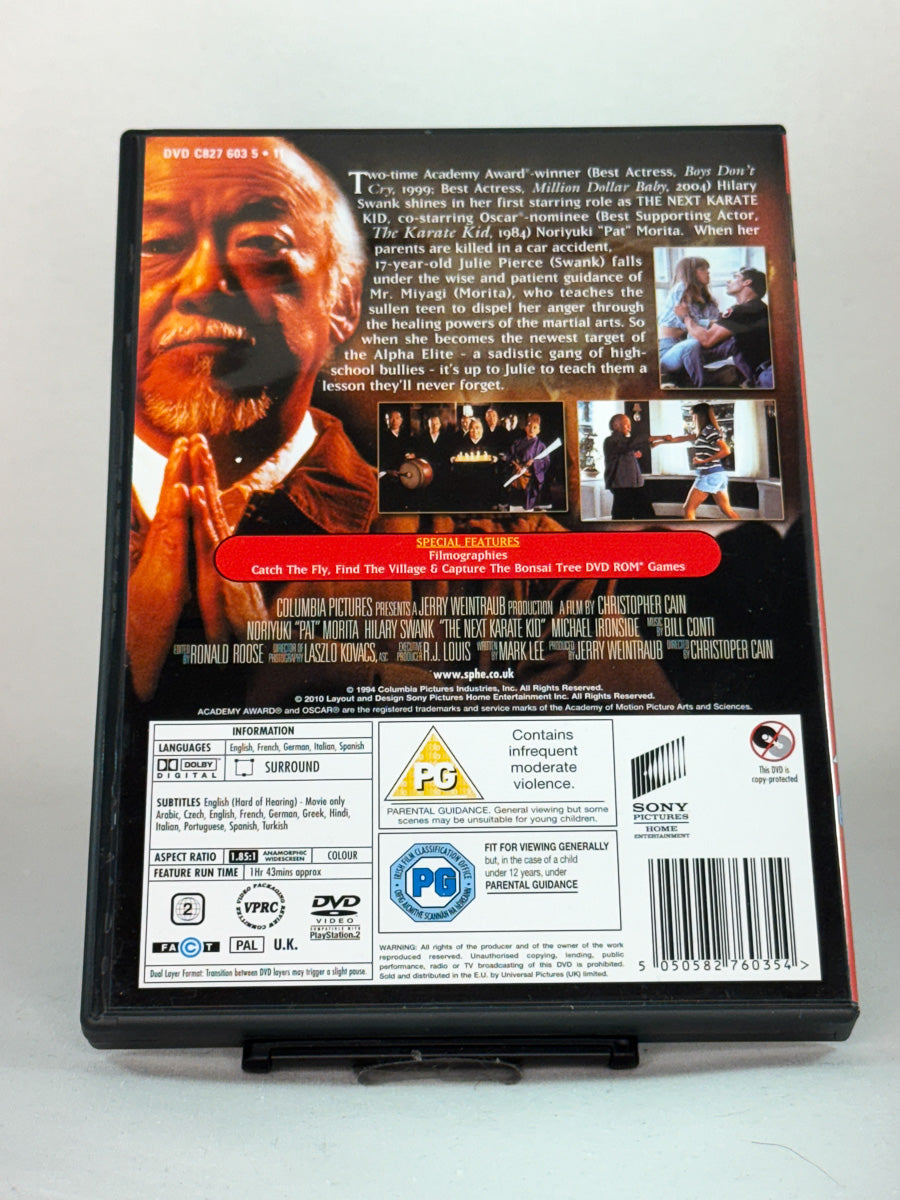 DVD C827 603 5 • 11
Two-time Academy Award®-winner (Best Actress, Boys Don't
Cry, 1999; Best Actress, Million Dollar Baby, 2004) Hilary
Swank shines in her first starring role as THE NEXT KARATE
KID, co-starring Oscar®-nominee (Best Supporting Actor,
The Karate Kid, 1984) Noriyuki "Pat" Morita. When her
parents are killed in a car accident,
17-year-old Julie Pierce (Swank) falls
under the wise and patient guidance of
Mr. Miyagi (Morita), who teaches the
sullen teen to dispel her anger through
the healing powers of the martial arts. So
when she becomes the newest target of
the Alpha Elite - a sadistic gang of high-
school bullies - it's up to Julie to teach them a
lesson they'll never forget.
SPECIAL FEATURES
Filmographies
Catch The Fly, Find The Village & Capture The Bonsai Tree DVD ROM* Games
COLUMBIA PICTURES PRESENTS A JERRY WEINTRAUB PRODUCTION A FILM BY CHRISTOPHER CAIN
NORIYUKI "PAT" MORITA HILARY SWANK "THE NEXT KARATE KID" MICHAEL IRONSIDE MUSIC BY BILL CONTI
EDITED BY RONALD ROOSE DIRECTOR OF PHOTOGRAPHY LASZLO KOVACS, ASC EXECUTIVE PRODUCER R.J. LOUIS WRITTEN BY MARK LEE PRODUCED BY JERRY WEINTRAUB DIRECTED BY CHRISTOPER CAIN
www.sphe.co.uk
© 1994 Columbia Pictures Industries, Inc. All Rights Reserved.
© 2010 Layout and Design Sony Pictures Home Entertainment Inc. All Rights Reserved.
ACADEMY AWARD® and OSCAR® are the registered trademarks and service marks of the Academy of Motion Picture Arts and Sciences.
INFORMATION
LANGUAGES English, French, German, Italian, Spanish
DOLBY
DIGITAL
SURROUND
SUBTITLES English (Hard of Hearing) - Movie only
Arabic, Czech, English, French, German, Greek, Hindi,
Italian, Portuguese, Spanish, Turkish
ASPECT RATIO 1.85:1 ANAMORPHIC WIDESCREEN COLOUR
FEATURE RUN TIME 1Hr 43mins approx
2
VIDEO PACKAGING REVIEW COMMITTEE
VPRC
DVD
VIDEO
COMPATIBLE WITH
PlayStation.2
FACT PAL U.K.
Dual Layer Format: Transition between DVD layers may trigger a slight pause.
PG
Contains
infrequent
moderate
violence.
PARENTAL GUIDANCE. General viewing but some
scenes may be unsuitable for young children.
IRISH FILM CLASSIFICATION OFFICE
PG
OIFIG AICMITHE SCANNÁN NA hÉIREANN
FIT FOR VIEWING GENERALLY
but, in the case of a child
under 12 years, under
PARENTAL GUIDANCE
WARNING: All rights of the producer and of the owner of the work
reproduced reserved. Unauthorised copying, lending, public
performance, radio or TV broadcasting of this DVD is prohibited.
Sold and distributed in the E.U. by Universal Pictures (UK) limited.
SONY
PICTURES
HOME
ENTERTAINMENT
This DVD is
copy-protected
5 050582 760354 >